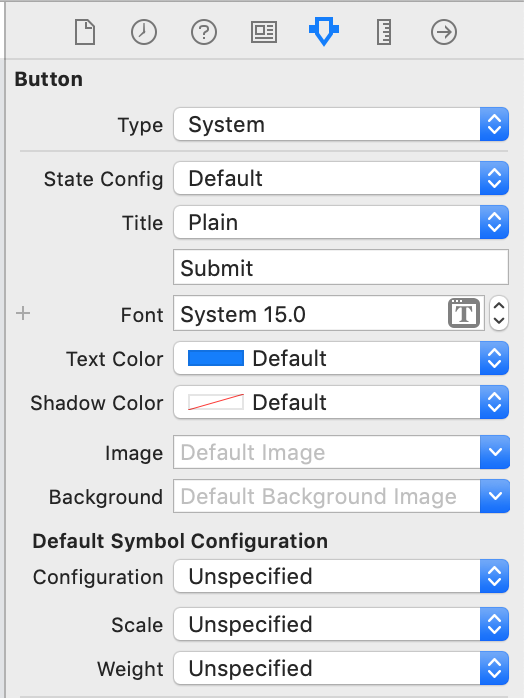 Button
Type System
State Config Default
Title Plain
Submit
Font System 15.0 T
Text Color Default
Shadow Color Default
Image Default Image
Background Default Background Image
Default Symbol Configuration
Configuration Unspecified
Scale Unspecified
Weight Unspecified